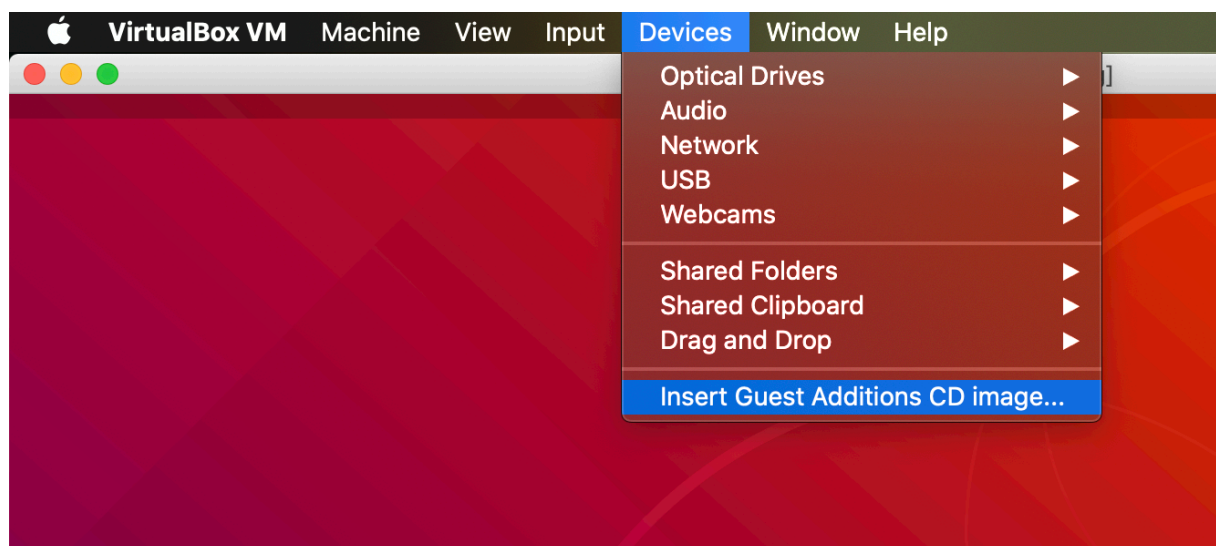 VirtualBox VM Machine View Input Devices Window Help
]
Optical Drives
Audio
Network
USB
Webcams
Shared Folders
Shared Clipboard
Drag and Drop
Insert Guest Additions CD image...